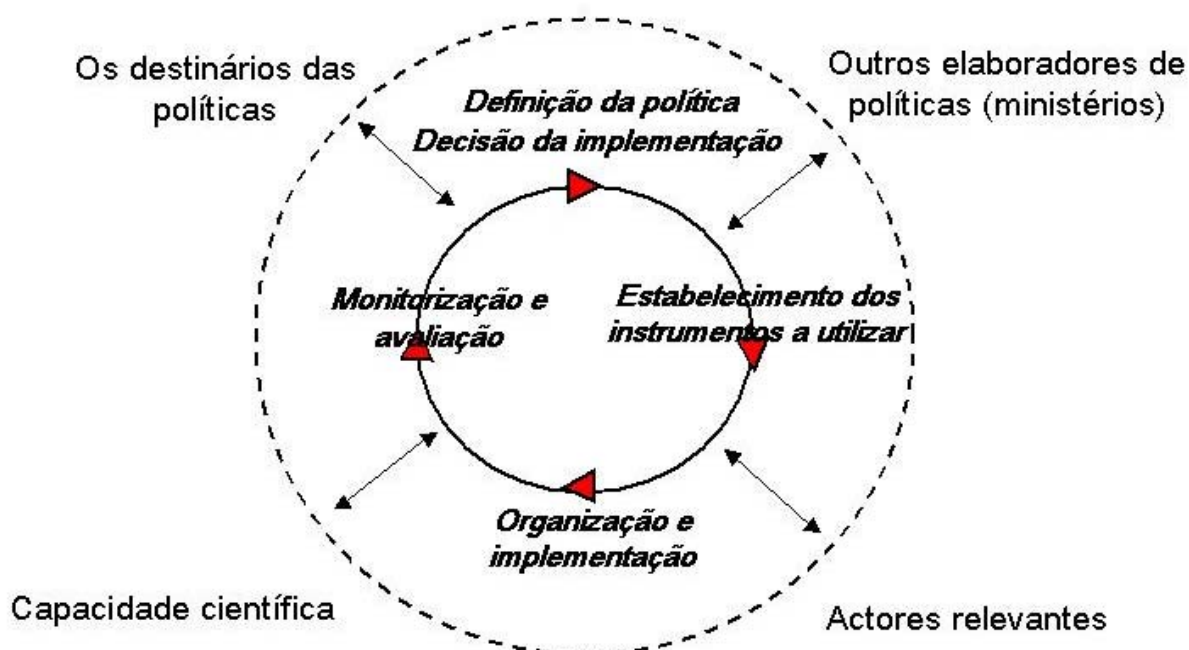 Os destinários das
políticas
Outros elaboradores de
políticas (ministérios)
Definição da política
Decisão da implementação
Monitorização e
avaliação
Estabelecimento dos
instrumentos a utilizar
Organização e
implementação
Capacidade científica
Actores relevantes